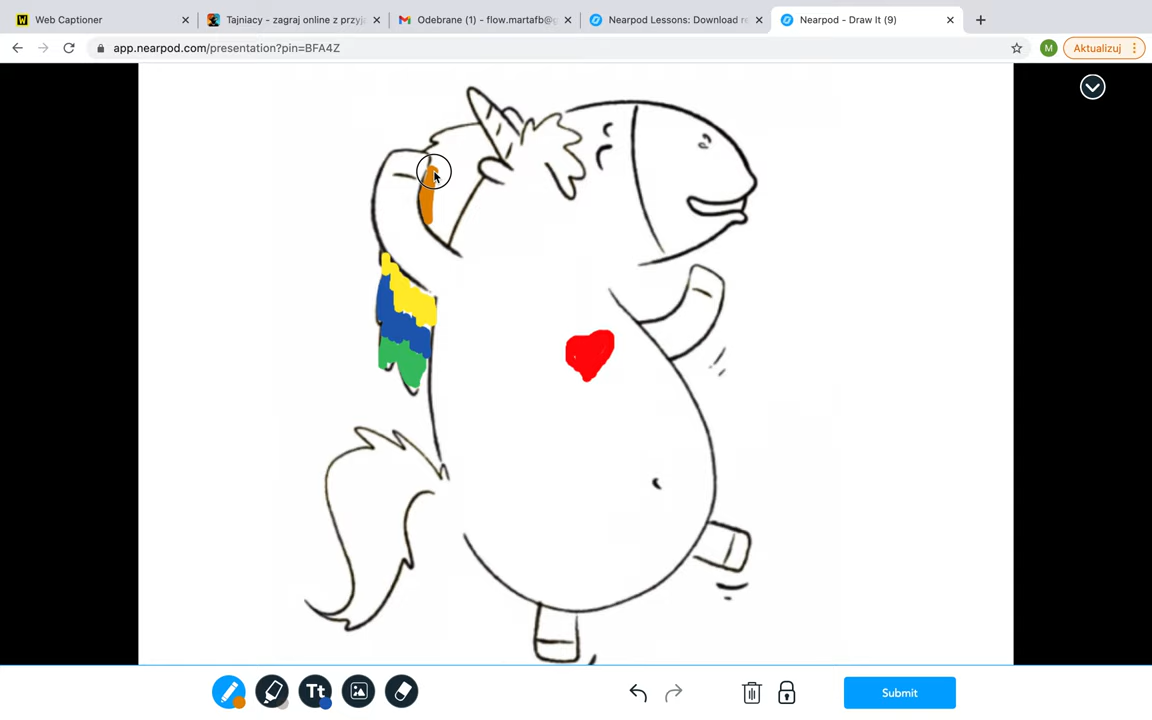 Web Captioner
Tajniacy - zagraj online z przyj
Odebrane (1) - flow.martafb@g
Nearpod Lessons: Download re
Nearpod - Draw It (9)
app.nearpod.com/presentation?pin=BFA4Z
M
Aktualizuj
Tt
Submit